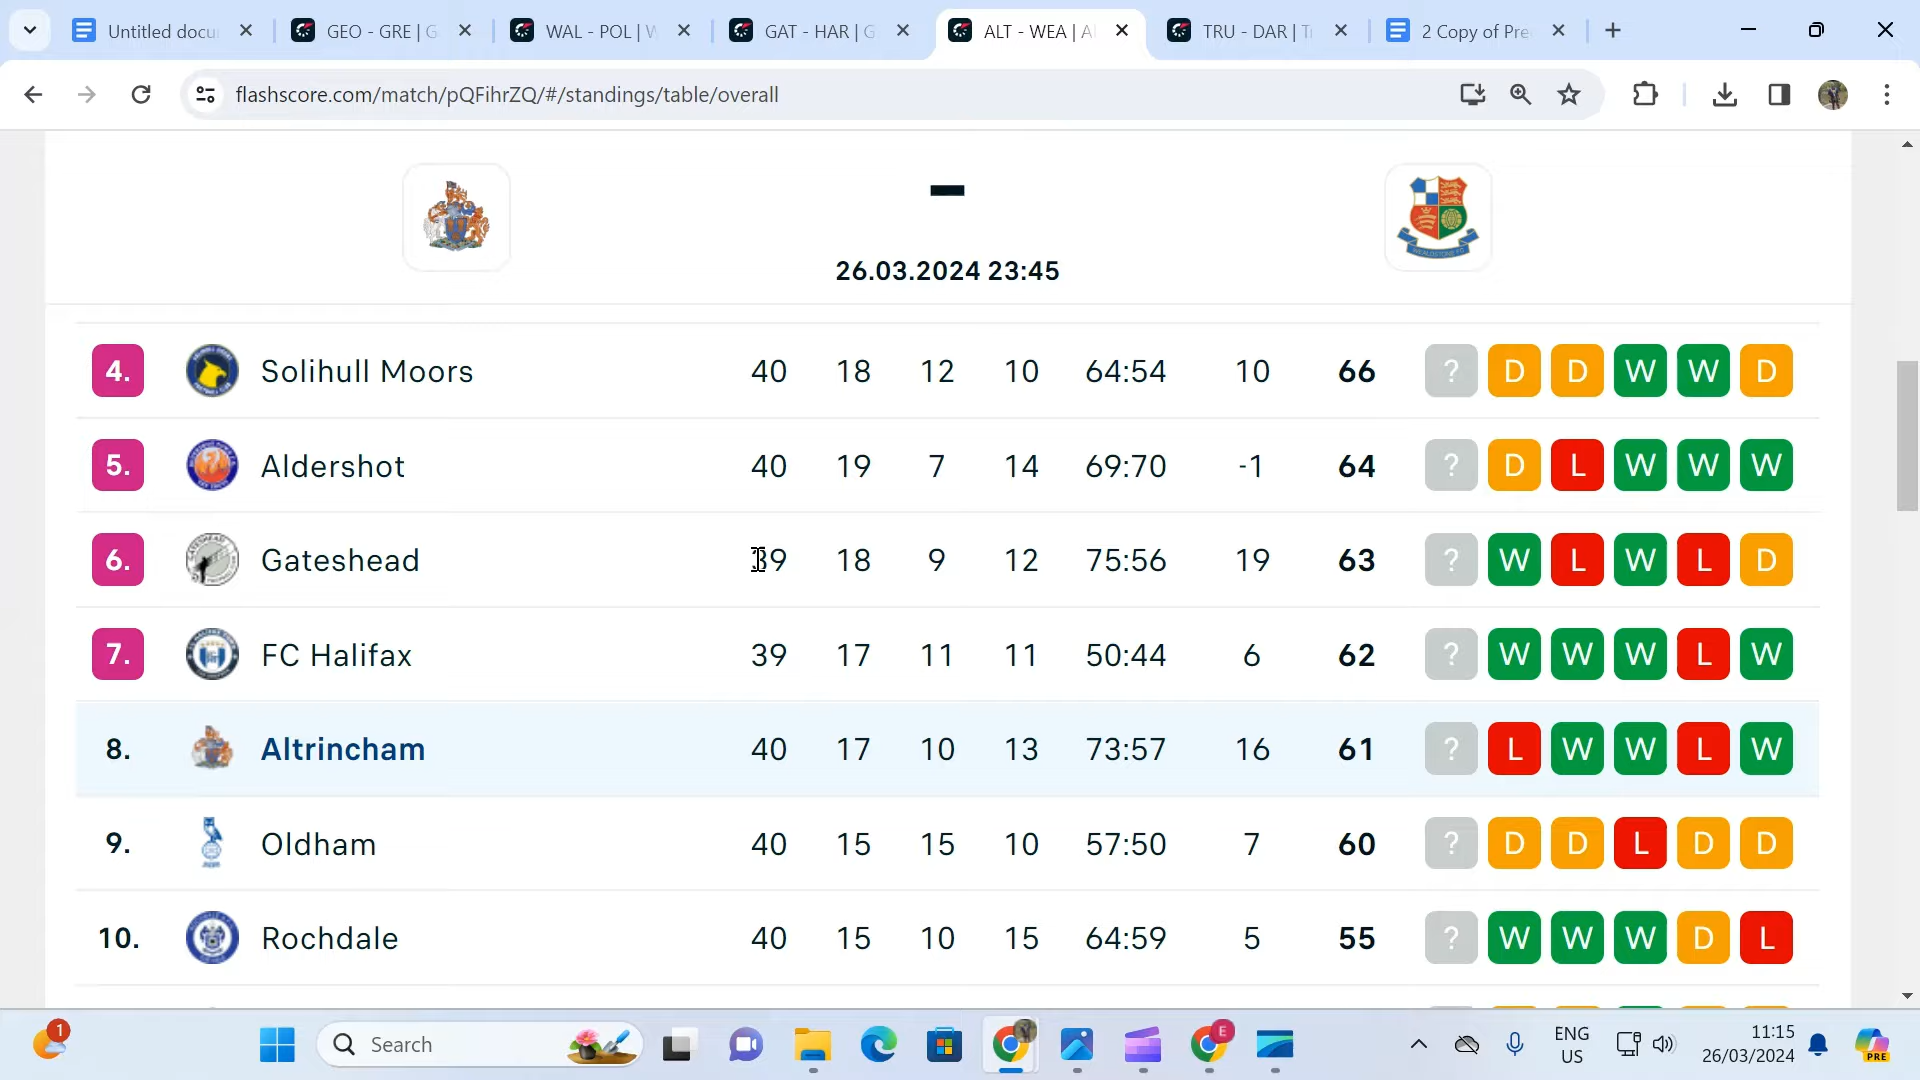 Untitled docu
GEO - GRE | G
WAL - POL | W
GAT - HAR | G
ALT - WEA | A
TRU - DAR | T
2 Copy of Pre
flashscore.com/match/pQFihrZQ/#/standings/table/overall
-
26.03.2024 23:45
4. Solihull Moors 40 18 12 10 64:54 10 66 ? D D W W D
5. Aldershot 40 19 7 14 69:70 -1 64 ? D L W W W
6. Gateshead 39 18 9 12 75:56 19 63 ? W L W L D
7. FC Halifax 39 17 11 11 50:44 6 62 ? W W W L W
8. Altrincham 40 17 10 13 73:57 16 61 ? L W W L W
9. Oldham 40 15 15 10 57:50 7 60 ? D D L D D
10. Rochdale 40 15 10 15 64:59 5 55 ? W W W D L
1
Search
E
ENG
US
11:15
26/03/2024
PRE